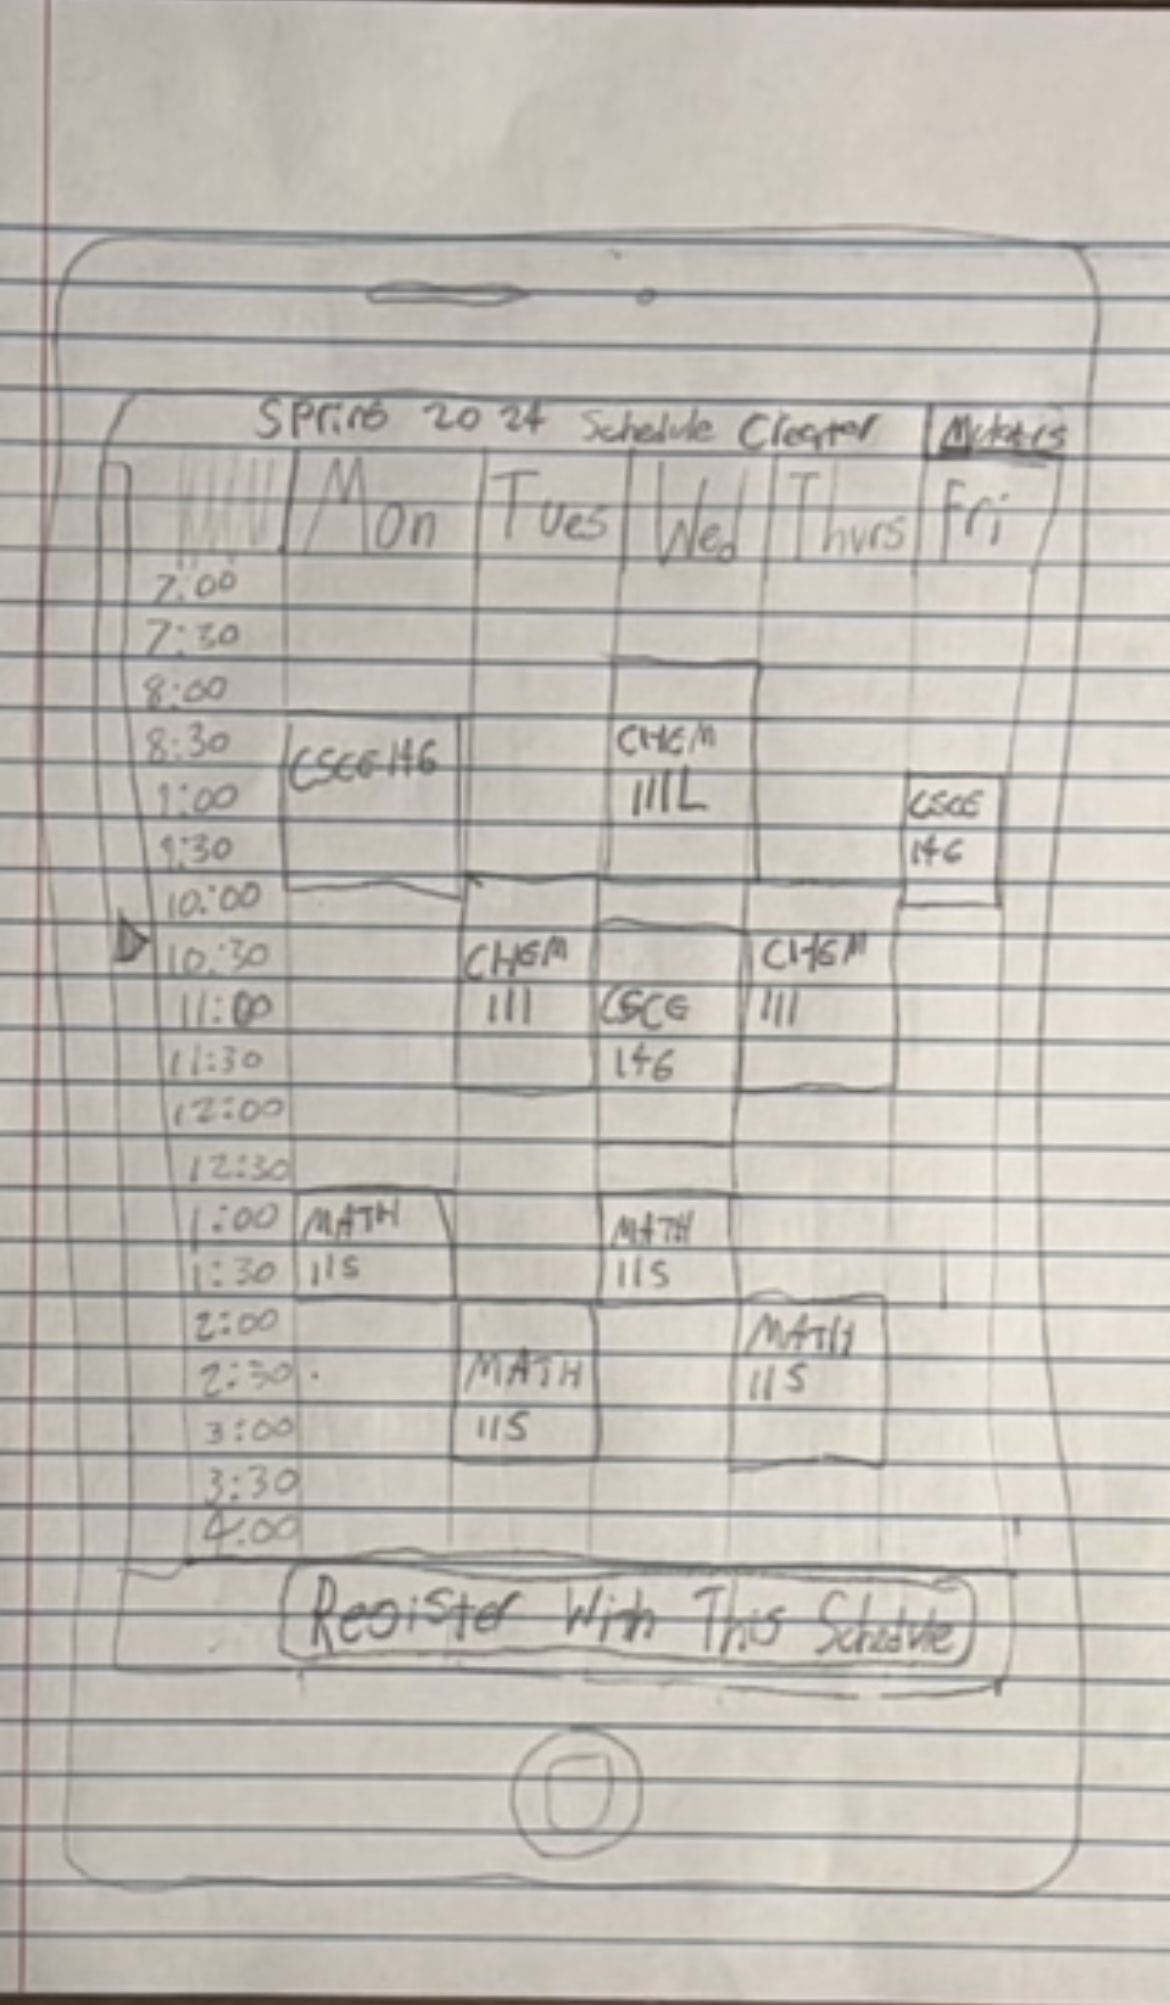 Spring 2024 Schedule Creator
Mon Tues Wed Thurs Fri
7:00
7:30
8:00
8:30
9:00
9:30
10:00
10:30
11:00
11:30
12:00
12:30
1:00
1:30
2:00
2:30
3:00
3:30
4:00
CSCE 146
CHEM
111L
CSCE
146
CHEM
111
CSCE
146
CHEM
111
MATH
115
MATH
115
MATH
115
MATH
115
Register With This Schedule